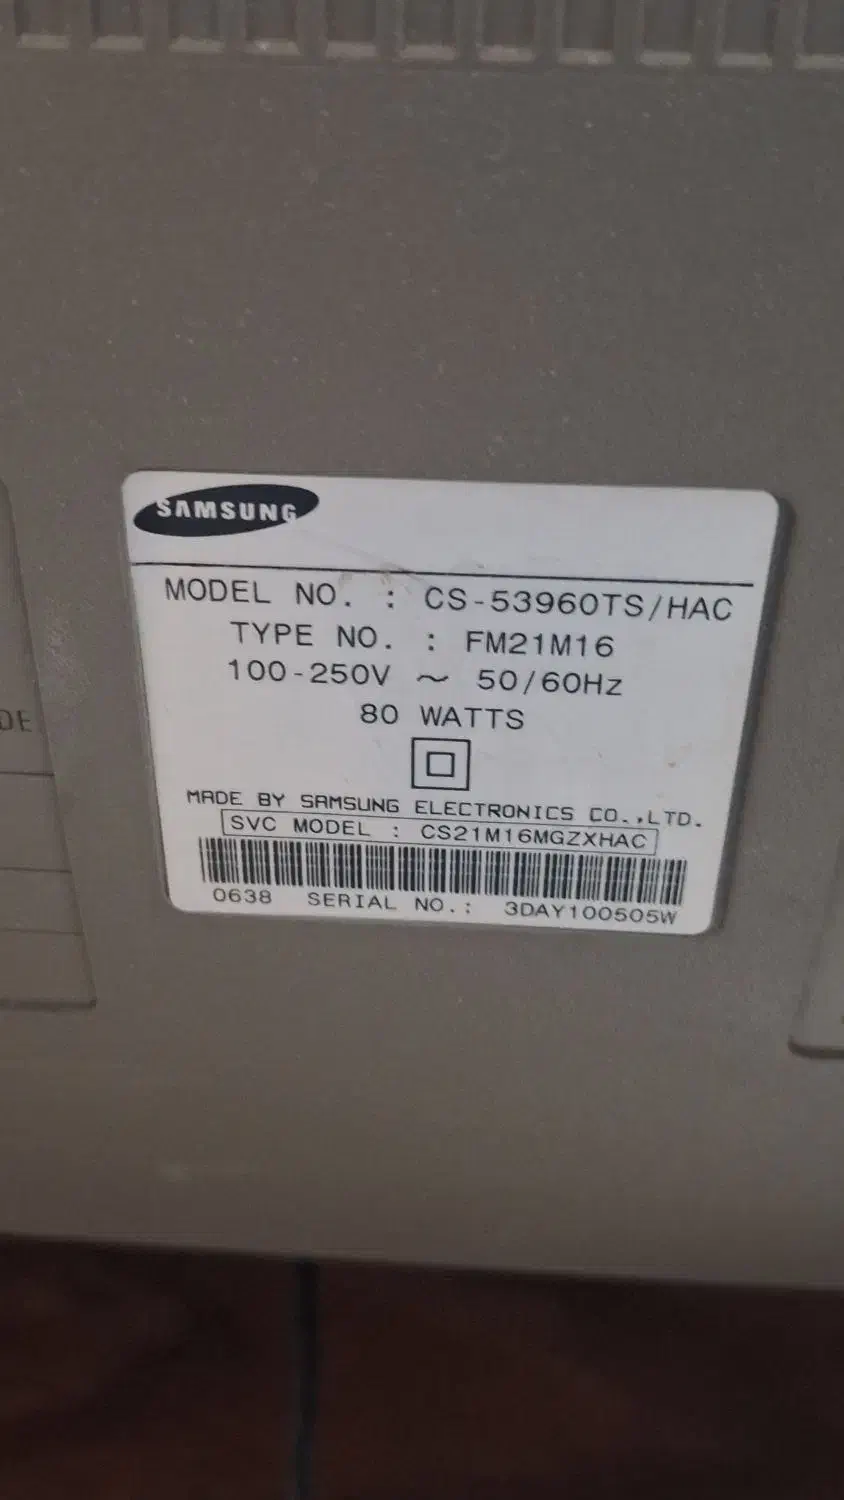 SAMSUNG
MODEL NO. : CS-53960TS/HAC
TYPE NO. : FM21M16
100-250V ~ 50/60Hz
80 WATTS
MADE BY SAMSUNG ELECTRONICS CO.,LTD.
SVC MODEL : CS21M16MGZXHAC
0638 SERIAL NO.: 3DAY100505W
DE